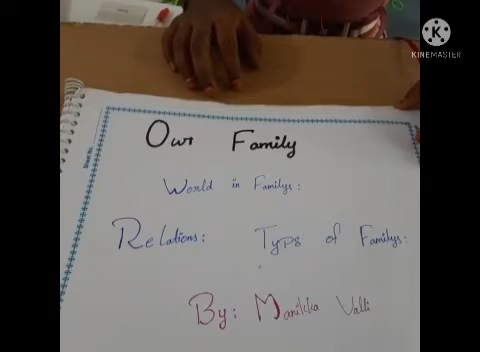 Our Family
World in Familys:
Relations: Typs of Familys:
By: Manikka Valli
KINEMASTER